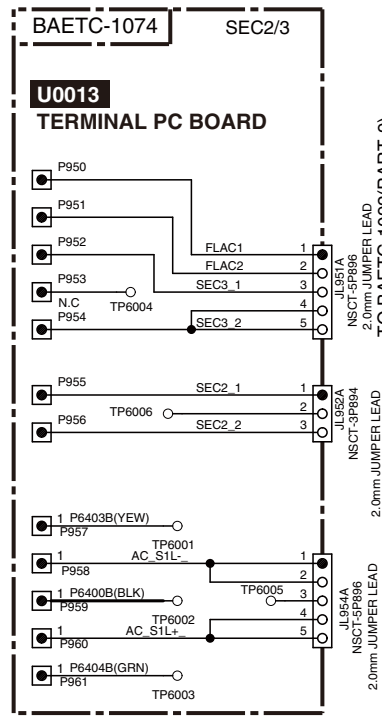 BAETC-1074
SEC2/3
U0013
TERMINAL PC BOARD
P950
P951
P952
FLAC1
1
P953
FLAC2
2
SEC3_1
3
N.C
TP6004
4
P954
SEC3_2
5
JL951A
NSCT-5P896
2.0mm JUMPER LEAD
P955
SEC2_1
1
TP6006
2
P956
SEC2_2
3
JL952A
NSCT-3P894
2.0mm JUMPER LEAD
1 P6403B(YEW)
P957
TP6001
1
AC_S1L-_
1
P958
2
1 P6400B(BLK)
TP6005
3
P959
TP6002
4
1
AC_S1L+_
5
P960
JL954A
NSCT-5P896
2.0mm JUMPER LEAD
1 P6404B(GRN)
P961
TP6003